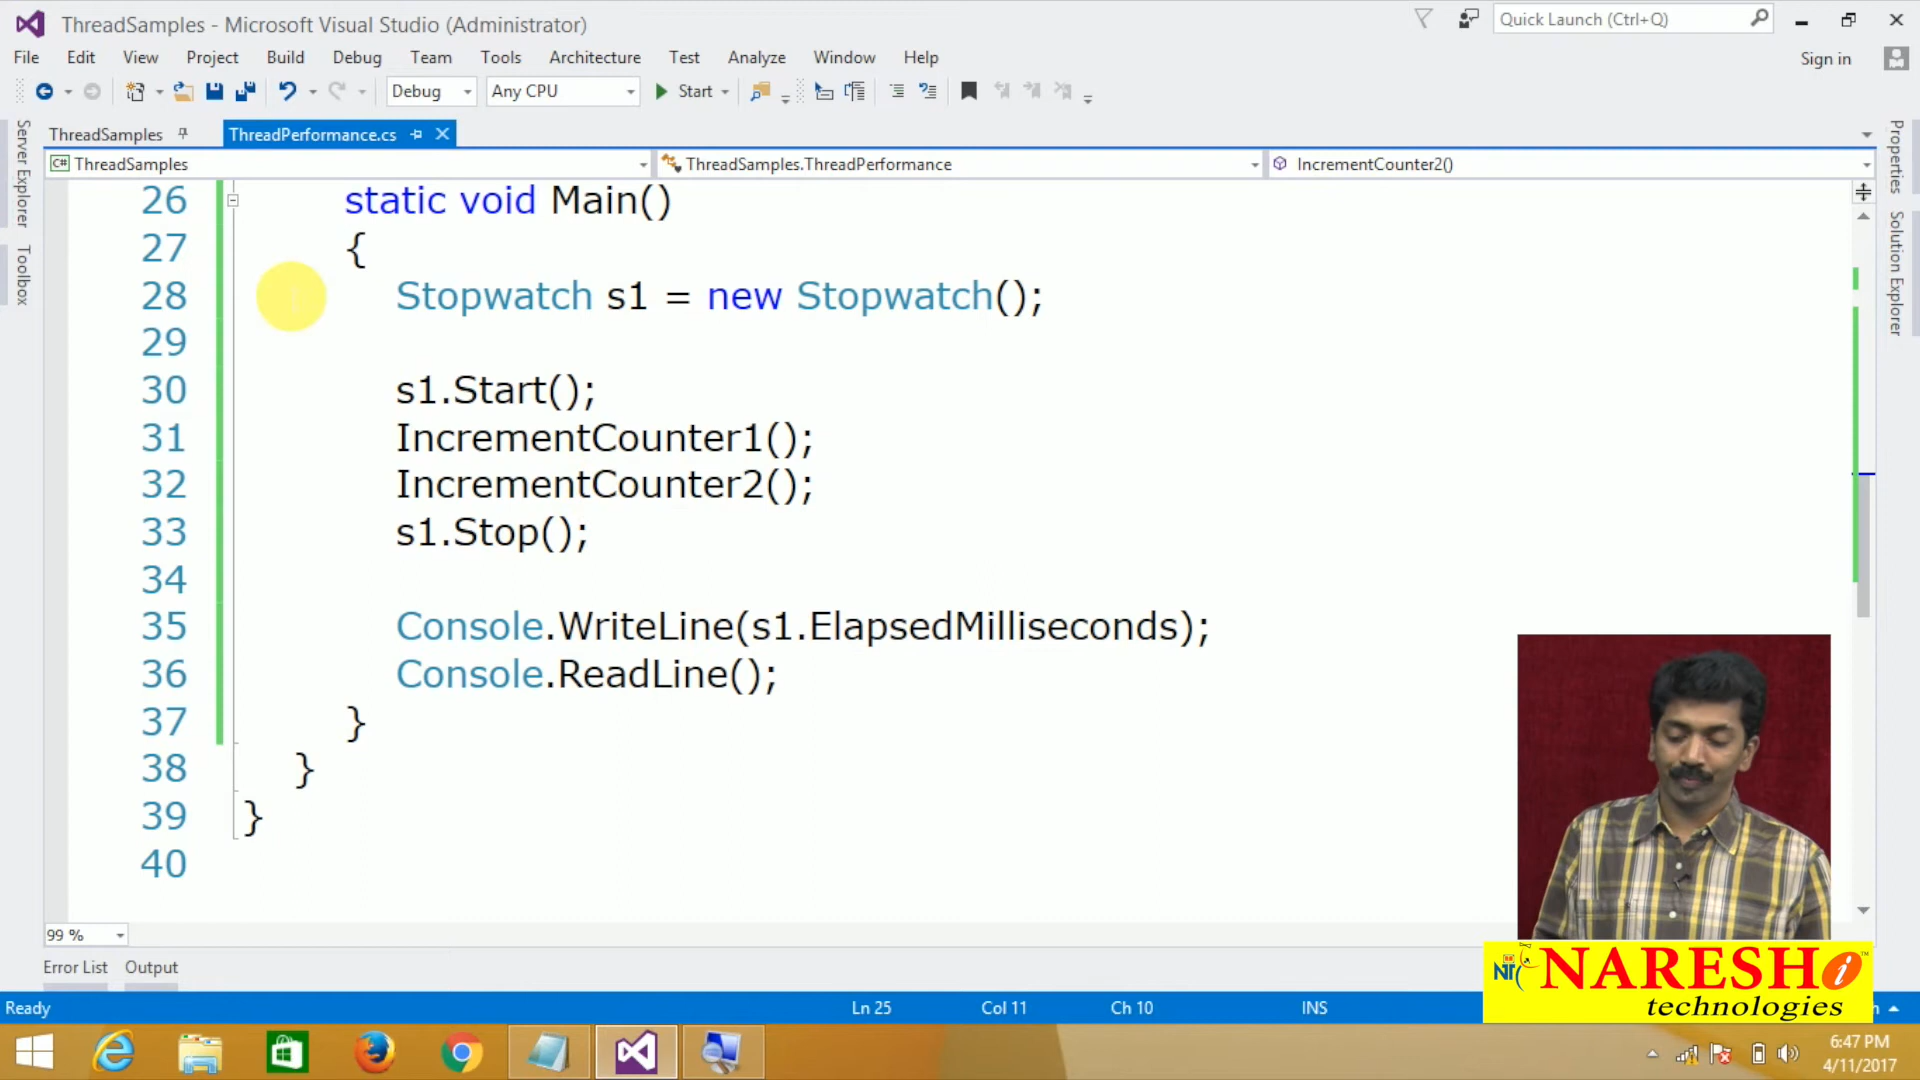 ThreadSamples - Microsoft Visual Studio (Administrator)
Quick Launch (Ctrl+Q)
File Edit View Project Build Debug Team Tools Architecture Test Analyze Window Help
Sign in
Debug Any CPU Start
Server Explorer
Toolbox
Properties
Solution Explorer
ThreadSamples ThreadPerformance.cs
C# ThreadSamples ThreadSamples.ThreadPerformance IncrementCounter2()
26 static void Main()
27 {
28 Stopwatch s1 = new Stopwatch();
29
30 s1.Start();
31 IncrementCounter1();
32 IncrementCounter2();
33 s1.Stop();
34
35 Console.WriteLine(s1.ElapsedMilliseconds);
36 Console.ReadLine();
37 }
38 }
39 }
40
99 %
Error List Output
NARESH i
technologies
Ready Ln 25 Col 11 Ch 10 INS
6:47 PM
4/11/2017